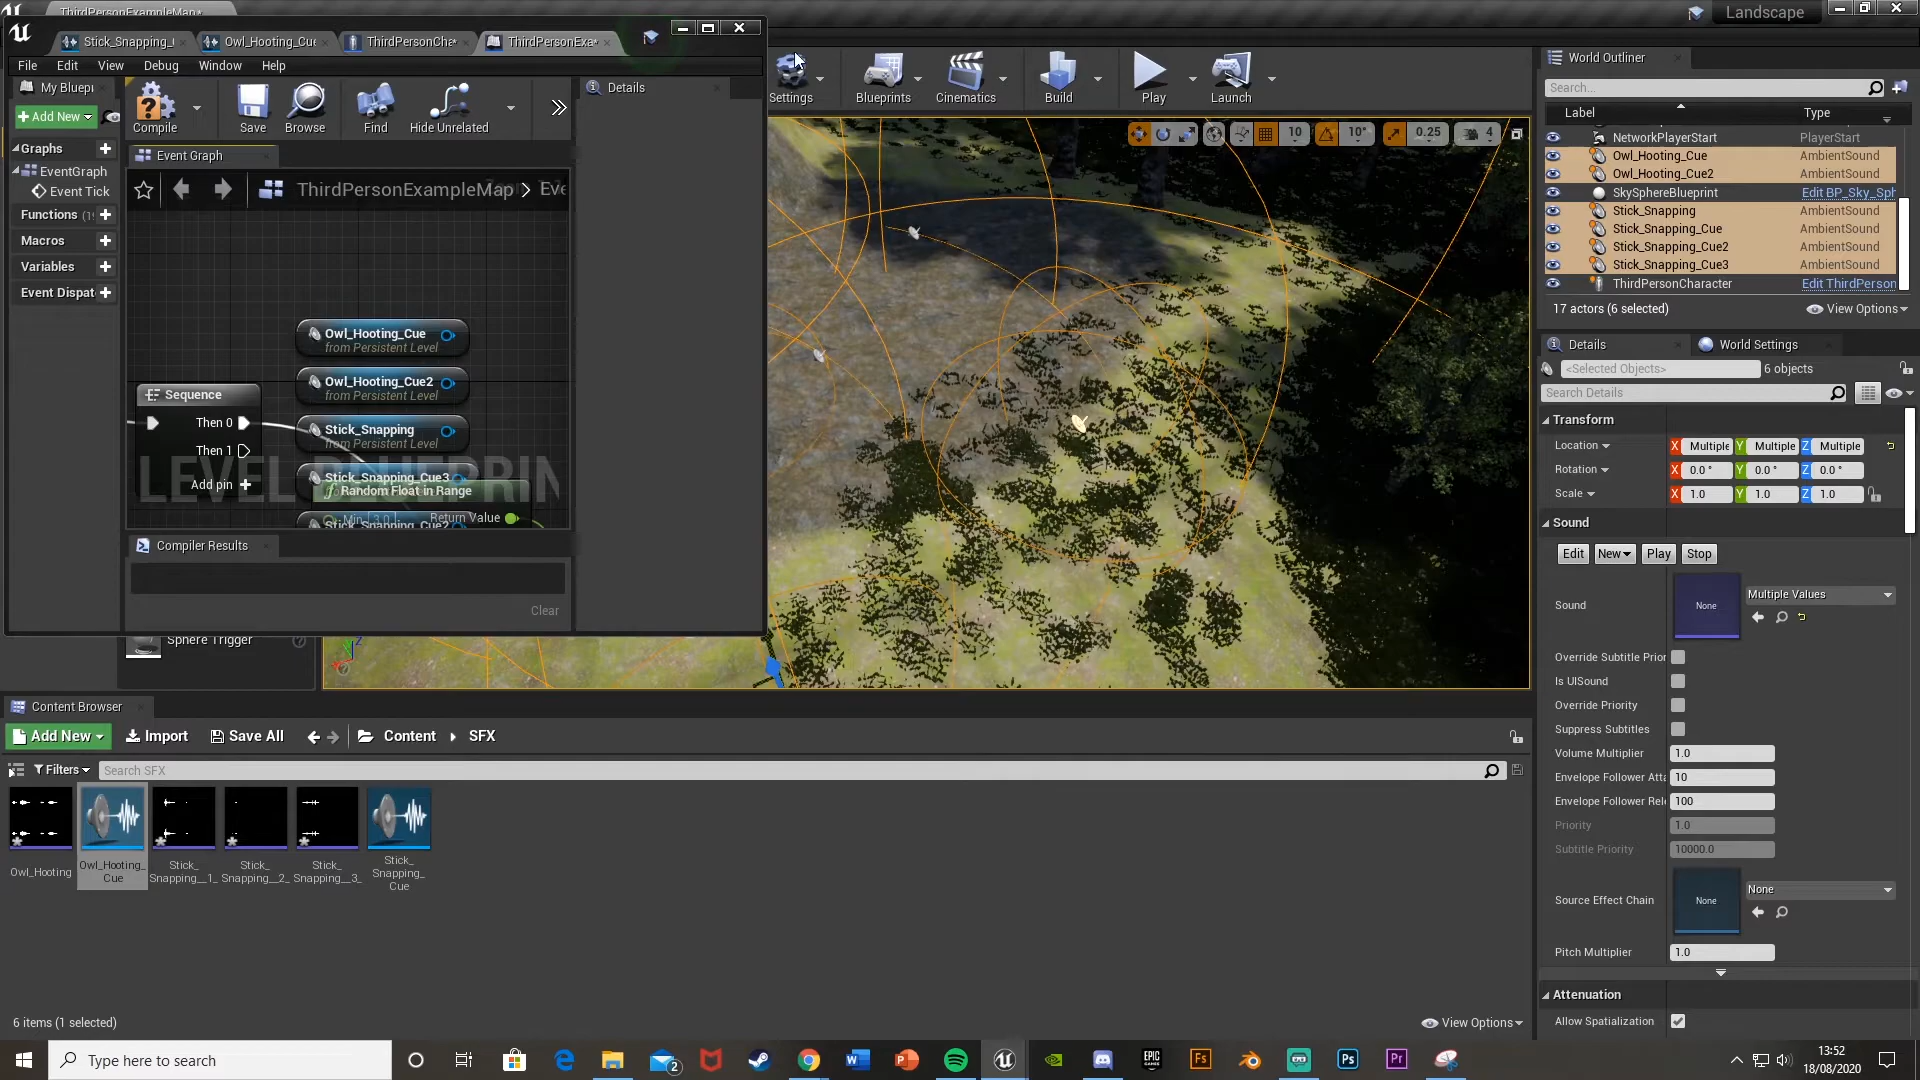 ThirdPersonExampleMap*
Landscape
Stick_Snapping_(
Owl_Hooting_Cue
ThirdPersonCha*
ThirdPersonExa*
File Edit View Debug Window Help
My Bluepr
Add New
Graphs
EventGraph
Event Tick
Functions
Macros
Variables
Event Dispat
Compile
Save
Browse
Find
Hide Unrelated
Details
Event Graph
ThirdPersonExampleMap > Eve
Owl_Hooting_Cue
from Persistent Level
Owl_Hooting_Cue2
from Persistent Level
Stick_Snapping
from Persistent Level
Stick_Snapping_Cue3
Random Float in Range
Stick_Snapping_Cue2
Min 3.0
Return Value
Sequence
Then 0
Then 1
Add pin
LEVEL BLUEPRIN
Compiler Results
Clear
Sphere Trigger
Settings
Blueprints
Cinematics
Build
Play
Launch
10
10°
0.25
4
World Outliner
Search...
Label
Type
NetworkPlayerStart PlayerStart
Owl_Hooting_Cue AmbientSound
Owl_Hooting_Cue2 AmbientSound
SkySphereBlueprint Edit BP_Sky_Sph
Stick_Snapping AmbientSound
Stick_Snapping_Cue AmbientSound
Stick_Snapping_Cue2 AmbientSound
Stick_Snapping_Cue3 AmbientSound
ThirdPersonCharacter Edit ThirdPerson
17 actors (6 selected)
View Options
Details
World Settings
<Selected Objects>
6 objects
Search Details
Transform
Location X Multiple Y Multiple Z Multiple
Rotation X 0.0 ° Y 0.0 ° Z 0.0 °
Scale X 1.0 Y 1.0 Z 1.0
Sound
Edit New Play Stop
Sound
None
Multiple Values
Override Subtitle Prior
Is UISound
Override Priority
Suppress Subtitles
Volume Multiplier 1.0
Envelope Follower Atta 10
Envelope Follower Rele 100
Priority 1.0
Subtitle Priority 10000.0
Source Effect Chain
None
None
Pitch Multiplier 1.0
Attenuation
Allow Spatialization
Content Browser
Add New
Import
Save All
Content
SFX
Filters
Search SFX
Owl_Hooting
Owl_Hooting_
Cue
Stick_
Snapping__1_
Stick_
Snapping__2_
Stick_
Snapping__3_
Stick_
Snapping_
Cue
6 items (1 selected)
View Options
Type here to search
2
EPIC
GAMES
Fs
Ps
Pr
13:52
18/08/2020